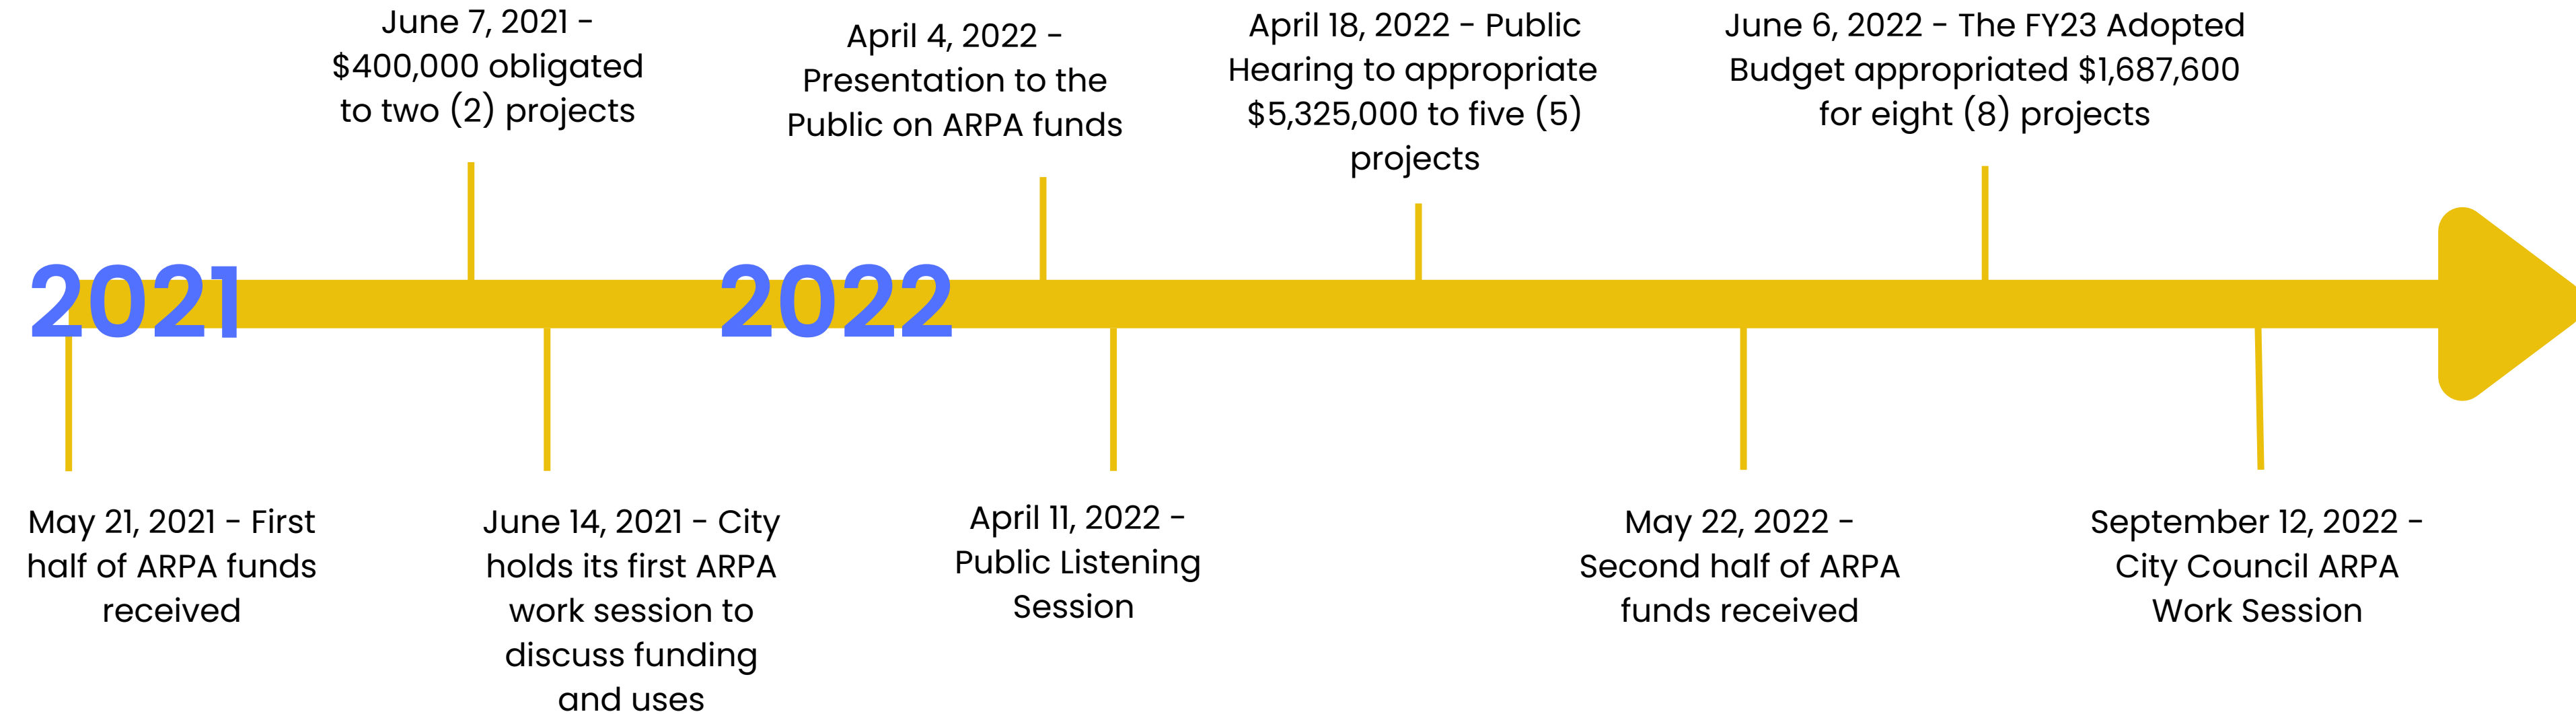 June 7, 2021 -
$400,000 obligated
to two (2) projects
April 4, 2022 -
Presentation to the
Public on ARPA funds
April 18, 2022 - Public
Hearing to appropriate
$5,325,000 to five (5)
projects
June 6, 2022 - The FY23 Adopted
Budget appropriated $1,687,600
for eight (8) projects
2021
2022
May 21, 2021 - First
half of ARPA funds
received
June 14, 2021 - City
holds its first ARPA
work session to
discuss funding
and uses
April 11, 2022 -
Public Listening
Session
May 22, 2022 -
Second half of ARPA
funds received
September 12, 2022 -
City Council ARPA
Work Session